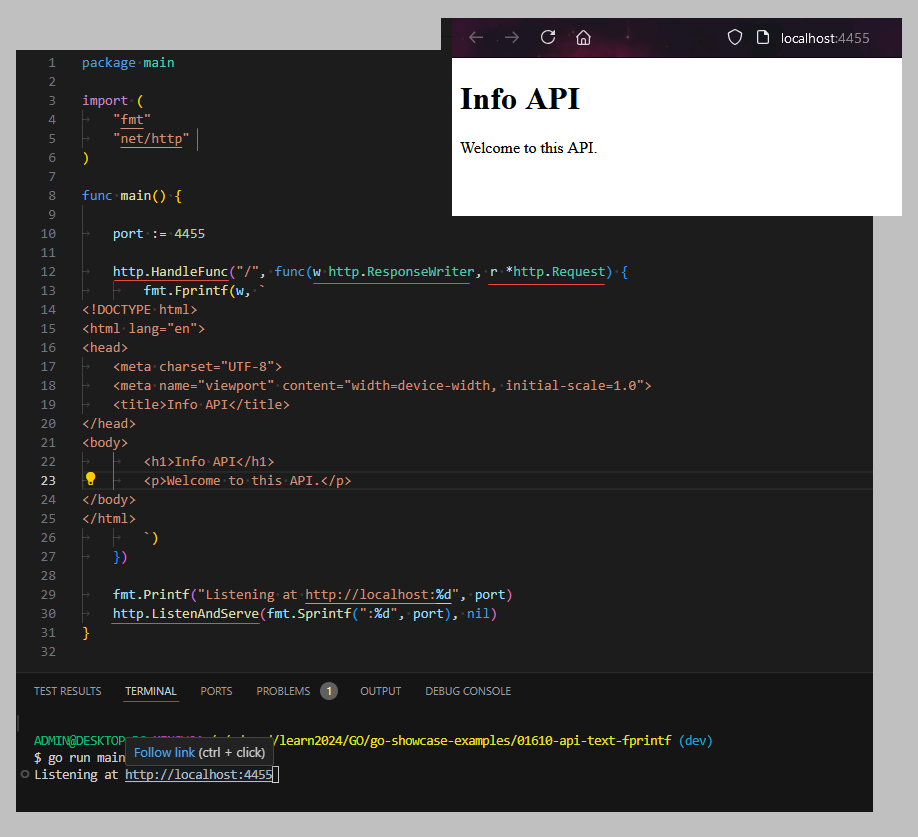 localhost:4455
Info API
Welcome to this API.
1 package main
2
3 import (
4 "fmt"
5 "net/http"
6 )
7
8 func main() {
9
10 port := 4455
11
12 http.HandleFunc("/", func(w http.ResponseWriter, r *http.Request) {
13 fmt.Fprintf(w, `
14 <!DOCTYPE html>
15 <html lang="en">
16 <head>
17 <meta charset="UTF-8">
18 <meta name="viewport" content="width=device-width, initial-scale=1.0">
19 <title>Info API</title>
20 </head>
21 <body>
22 <h1>Info API</h1>
23 <p>Welcome to this API.</p>
24 </body>
25 </html>
26 `)
27 })
28
29 fmt.Printf("Listening at http://localhost:%d", port)
30 http.ListenAndServe(fmt.Sprintf(":%d", port), nil)
31 }
32
TEST RESULTS TERMINAL PORTS PROBLEMS 1 OUTPUT DEBUG CONSOLE
ADMIN@DESKTOP /learn2024/GO/go-showcase-examples/01610-api-text-fprintf (dev)
Follow link (ctrl + click)
$ go run main
Listening at http://localhost:4455